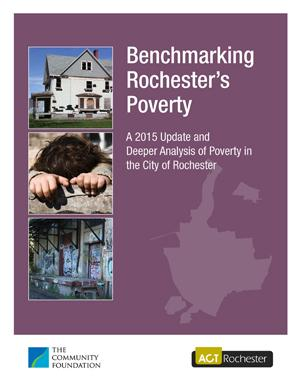 Benchmarking
Rochester's
Poverty
A 2015 Update and
Deeper Analysis of Poverty in
the City of Rochester
THE
COMMUNITY
FOUNDATION
ACT Rochester